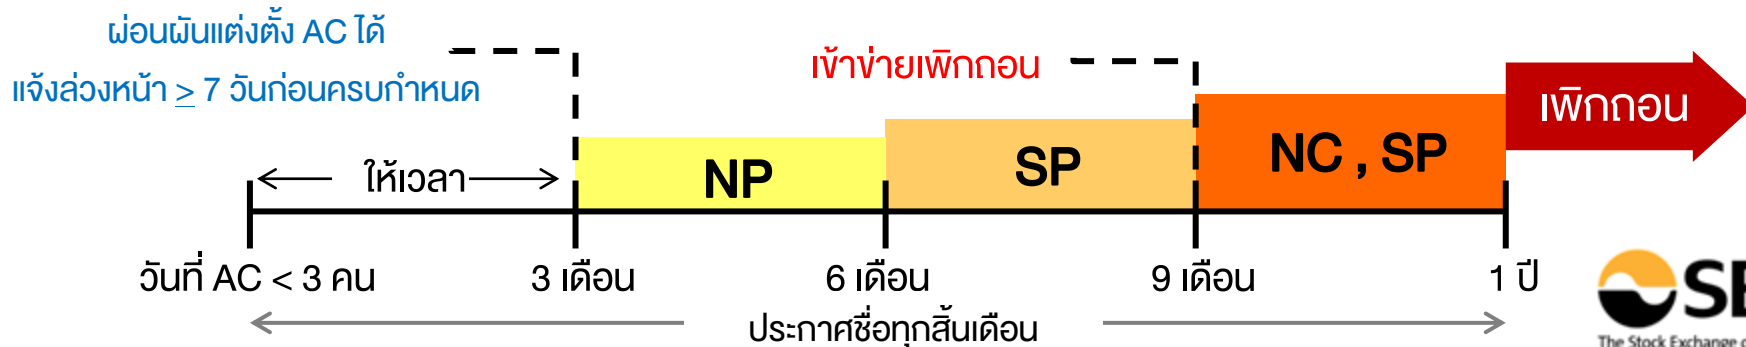 ผ่อนผันแต่งตั้ง AC ได้
แจ้งล่วงหน้า ≥ 7 วันก่อนครบกำหนด
เข้าข่ายเพิกถอน
เพิกถอน
ให้เวลา
NP
SP
NC , SP
วันที่ AC < 3 คน
3 เดือน
6 เดือน
9 เดือน
1 ปี
ประกาศชื่อทุกสิ้นเดือน
The Stock Exchange